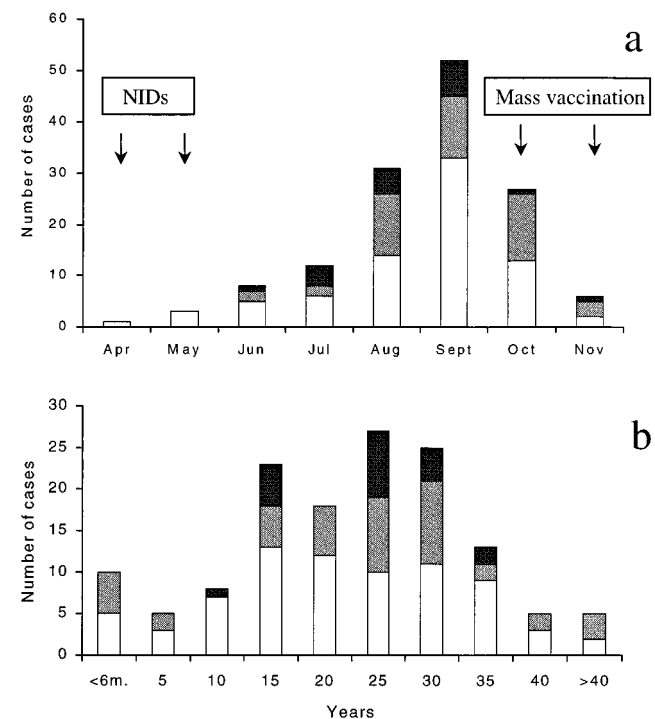 a
60
50
40
30
20
10
0
Number of cases
NIDs
Mass vaccination
Apr May Jun Jul Aug Sept Oct Nov
b
30
25
20
15
10
5
0
Number of cases
<6m. 5 10 15 20 25 30 35 40 >40
Years